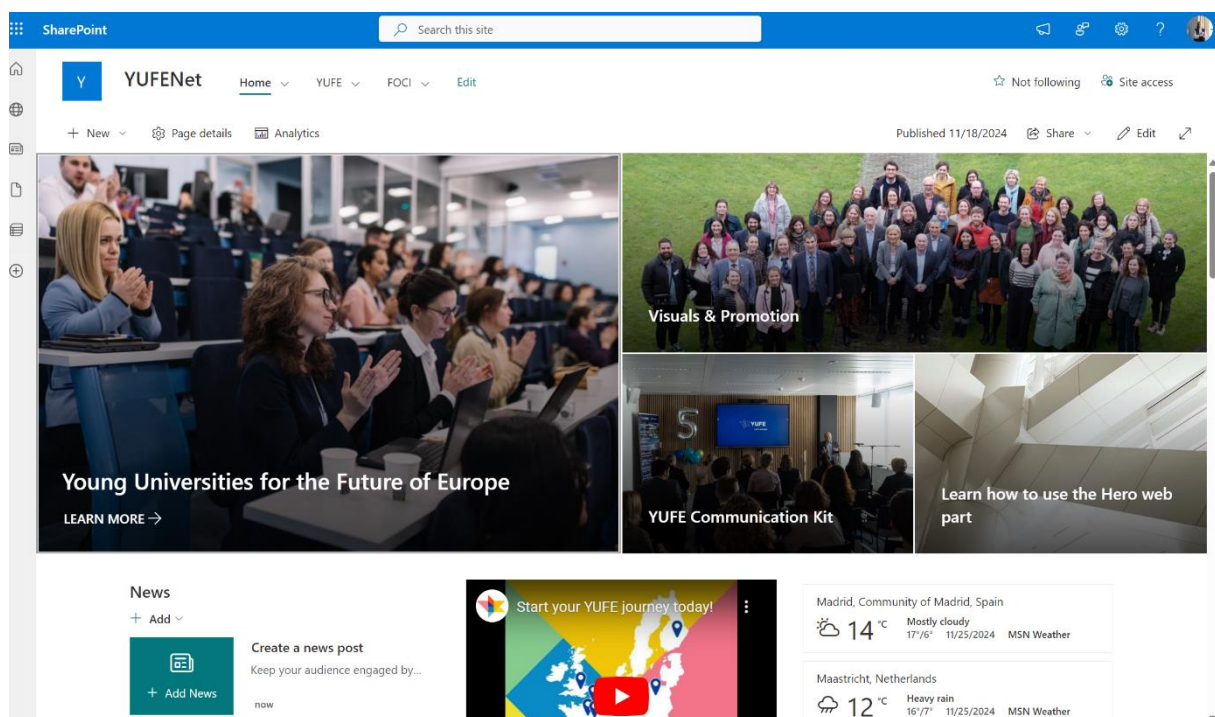 SharePoint
Search this site
?
Y
YUFENet
Home
YUFE
FOCI
Edit
Not following
Site access
+ New
Page details
Analytics
Published 11/18/2024
Share
Edit
Young Universities for the Future of Europe
LEARN MORE →
Visuals & Promotion
5
YUFE
YUFE Communication Kit
Learn how to use the Hero web
part
News
+ Add
+ Add News
Create a news post
Keep your audience engaged by...
now
Start your YUFE journey today!
Madrid, Community of Madrid, Spain
14 °C
Mostly cloudy
17°/6° 11/25/2024 MSN Weather
Maastricht, Netherlands
12 °C
Heavy rain
16°/7° 11/25/2024 MSN Weather